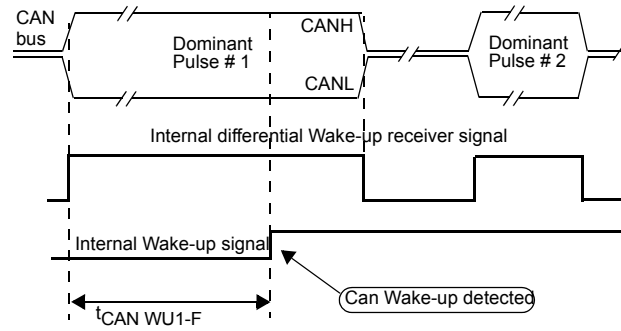 CAN
bus
CANH
Dominant
Pulse # 1
Dominant
Pulse # 2
CANL
Internal differential Wake-up receiver signal
Internal Wake-up signal
Can Wake-up detected
tCAN WU1-F